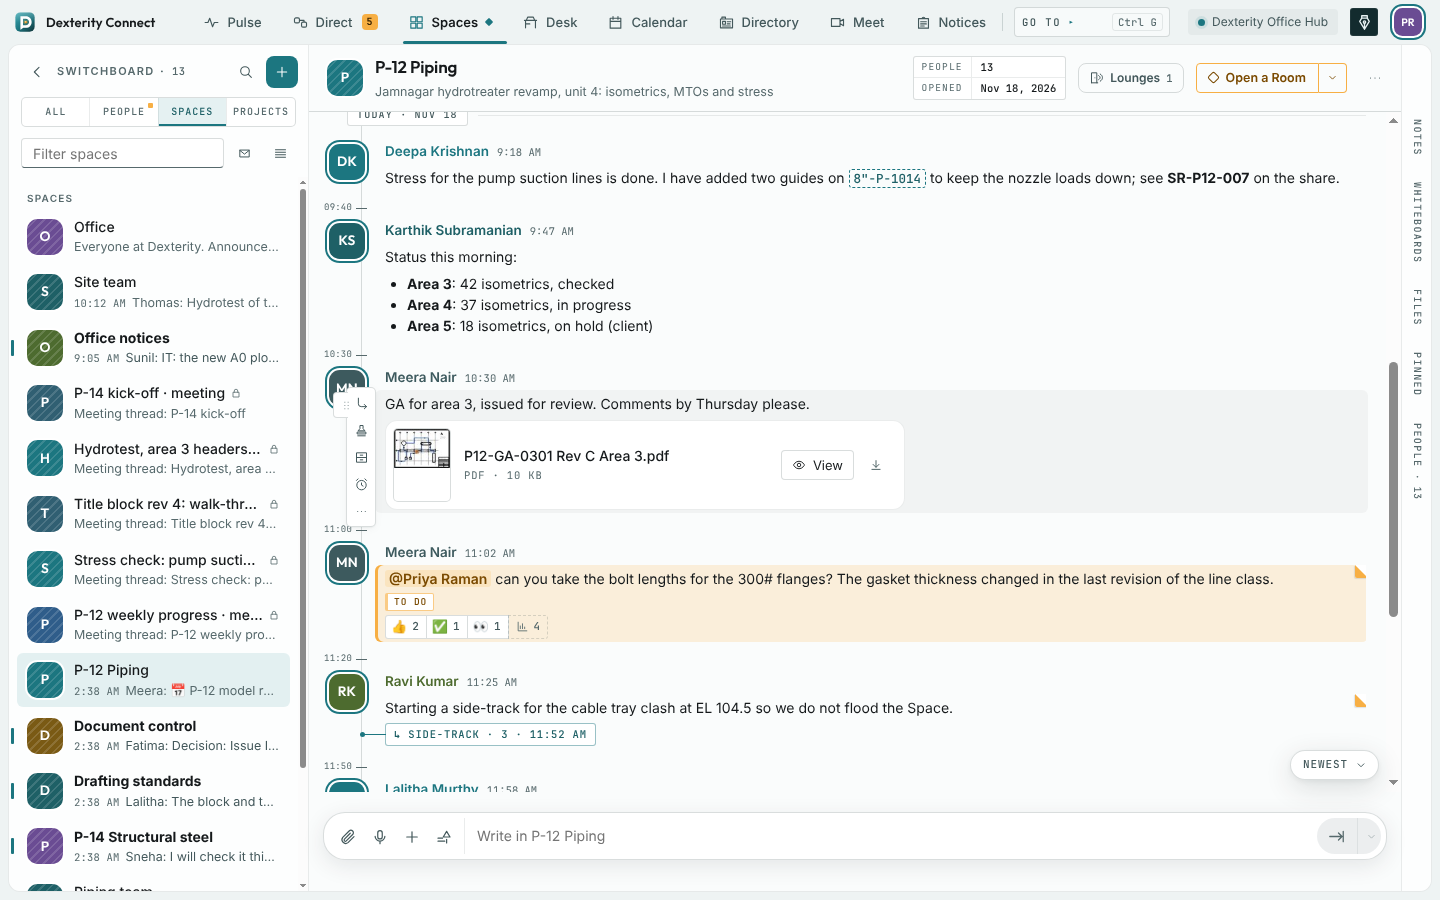 Dexterity Connect
Pulse
Direct 5
Spaces
Desk
Calendar
Directory
Meet
Notices
GO TO
Ctrl G
Dexterity Office Hub
PR
SWITCHBOARD · 13
ALL
PEOPLE
SPACES
PROJECTS
Filter spaces
SPACES
O
Office
Everyone at Dexterity. Announce...
S
Site team
10:12 AM Thomas: Hydrotest of t...
O
Office notices
9:05 AM Sunil: IT: the new A0 plo...
P
P-14 kick-off · meeting
Meeting thread: P-14 kick-off
H
Hydrotest, area 3 headers...
Meeting thread: Hydrotest, area ...
T
Title block rev 4: walk-thr...
Meeting thread: Title block rev 4...
S
Stress check: pump sucti...
Meeting thread: Stress check: p...
P
P-12 weekly progress · me...
Meeting thread: P-12 weekly pro...
P
P-12 Piping
2:38 AM Meera: 📅 P-12 model r...
D
Document control
2:38 AM Fatima: Decision: Issue I...
D
Drafting standards
2:38 AM Lalitha: The block and t...
P
P-14 Structural steel
2:38 AM Sneha: I will check it thi...
Piping team
P
P-12 Piping
Jamnagar hydrotreater revamp, unit 4: isometrics, MTOs and stress
PEOPLE 13
OPENED Nov 18, 2026
Lounges 1
Open a Room
TODAY · NOV 18
DK
Deepa Krishnan 9:18 AM
Stress for the pump suction lines is done. I have added two guides on 8"-P-1014 to keep the nozzle loads down; see SR-P12-007 on the share.
09:40
KS
Karthik Subramanian 9:47 AM
Status this morning:
• Area 3: 42 isometrics, checked
• Area 4: 37 isometrics, in progress
• Area 5: 18 isometrics, on hold (client)
10:30
MN
Meera Nair 10:30 AM
GA for area 3, issued for review. Comments by Thursday please.
P12-GA-0301 Rev C Area 3.pdf
PDF · 10 KB
View
11:00
MN
Meera Nair 11:02 AM
@Priya Raman can you take the bolt lengths for the 300# flanges? The gasket thickness changed in the last revision of the line class.
TO DO
👍 2 ✅ 1 👀 1 4
11:20
RK
Ravi Kumar 11:25 AM
Starting a side-track for the cable tray clash at EL 104.5 so we do not flood the Space.
↳ SIDE-TRACK · 3 · 11:52 AM
11:50
Lalitha Murthy 11:58 AM
NEWEST
Write in P-12 Piping
NOTES
WHITEBOARDS
FILES
PINNED
PEOPLE · 13